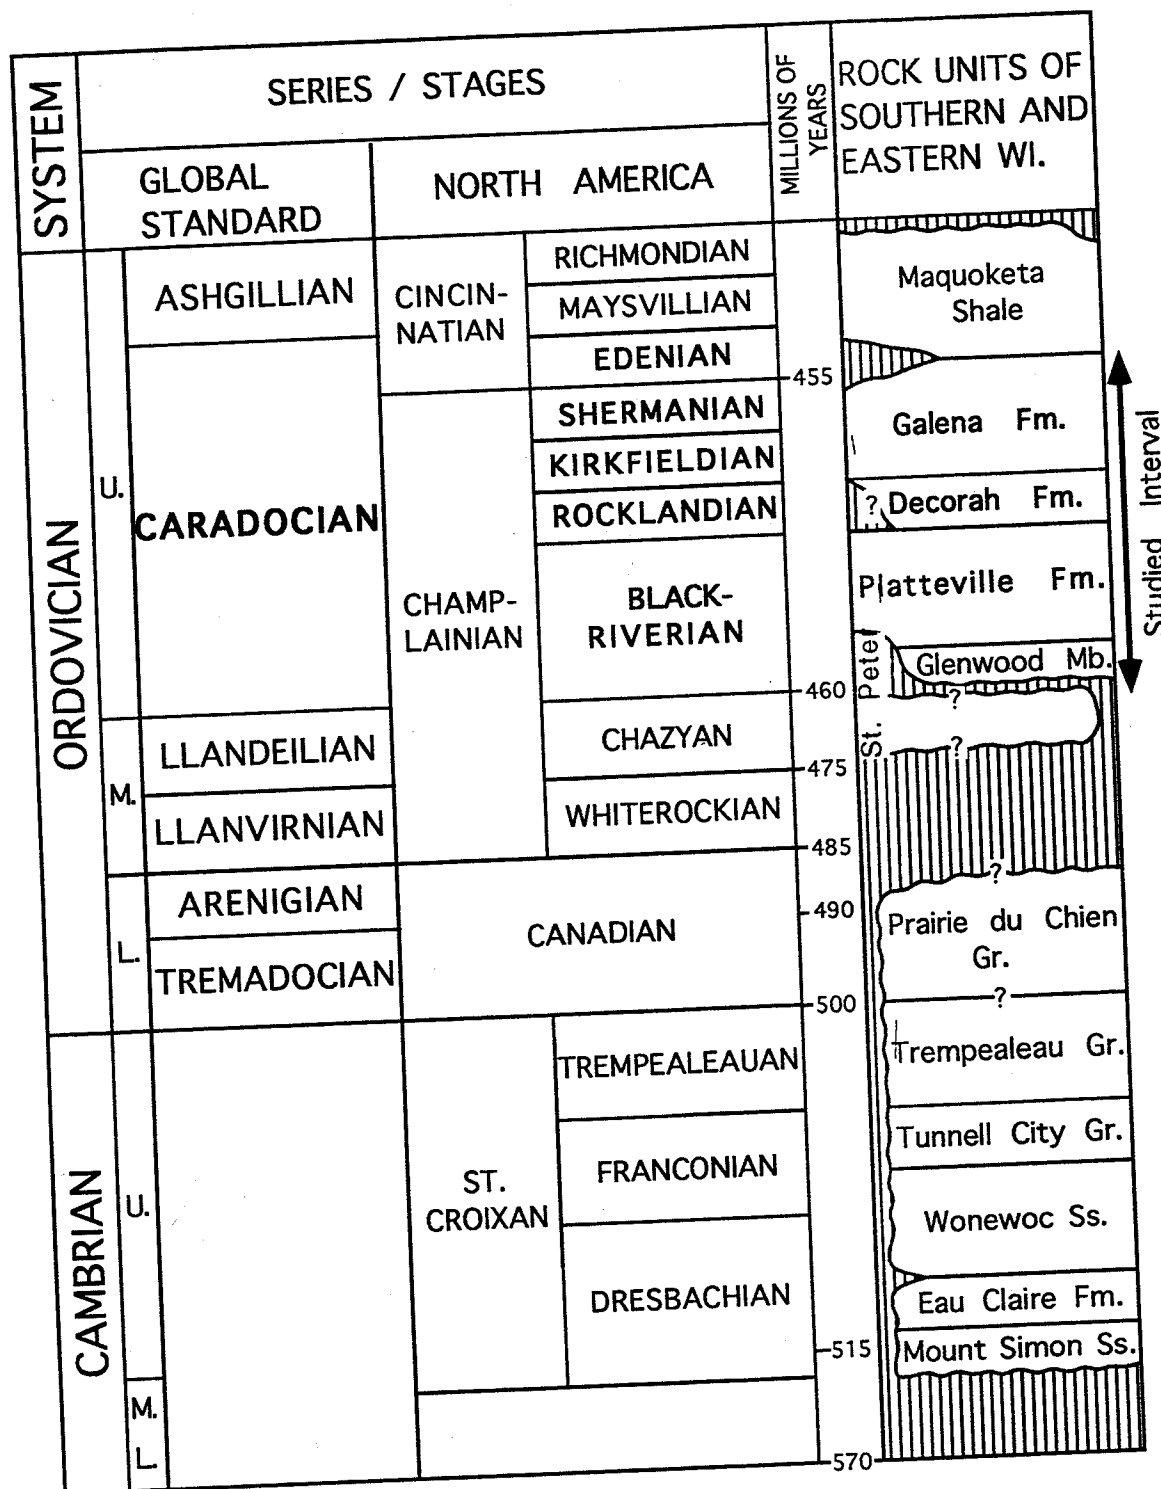 SYSTEM
SERIES / STAGES
GLOBAL
STANDARD
NORTH AMERICA
MILLIONS OF
YEARS
ROCK UNITS OF
SOUTHERN AND
EASTERN WI.
ORDOVICIAN
U.
M.
L.
ASHGILLIAN
CARADOCIAN
LLANDEILIAN
LLANVIRNIAN
ARENIGIAN
TREMADOCIAN
CINCIN-
NATIAN
CHAMP-
LAINIAN
CANADIAN
RICHMONDIAN
MAYSVILLIAN
EDENIAN
SHERMANIAN
KIRKFIELDIAN
ROCKLANDIAN
BLACK-
RIVERIAN
CHAZYAN
WHITEROCKIAN
455
460
475
485
490
500
515
570
Maquoketa
Shale
Galena Fm.
? Decorah Fm.
Platteville Fm.
Glenwood Mb.
St. Peter
?
?
?
Prairie du Chien
Gr.
?
Trempealeau Gr.
Tunnell City Gr.
Wonewoc Ss.
Eau Claire Fm.
Mount Simon Ss.
Studied Interval
CAMBRIAN
U.
M.
L.
ST.
CROIXAN
TREMPEALEAUAN
FRANCONIAN
DRESBACHIAN